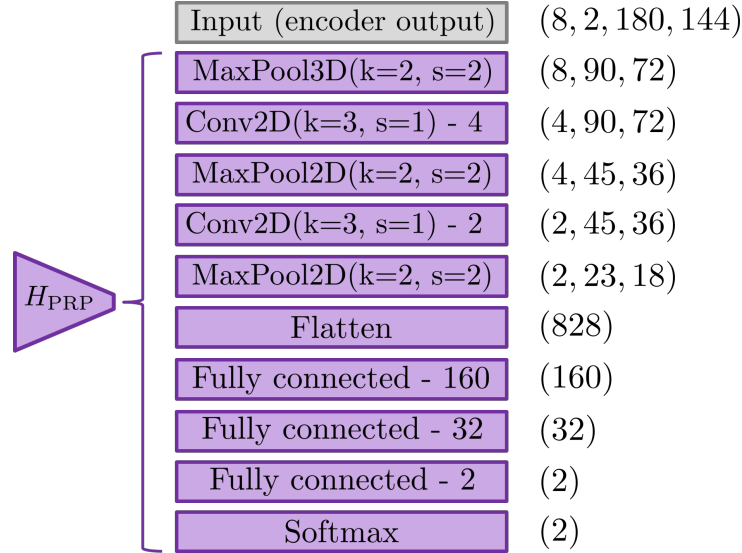 Input (encoder output) (8, 2, 180, 144)
MaxPool3D(k=2, s=2) (8, 90, 72)
Conv2D(k=3, s=1) - 4 (4, 90, 72)
MaxPool2D(k=2, s=2) (4, 45, 36)
Conv2D(k=3, s=1) - 2 (2, 45, 36)
MaxPool2D(k=2, s=2) (2, 23, 18)
H_PRP
Flatten (828)
Fully connected - 160 (160)
Fully connected - 32 (32)
Fully connected - 2 (2)
Softmax (2)